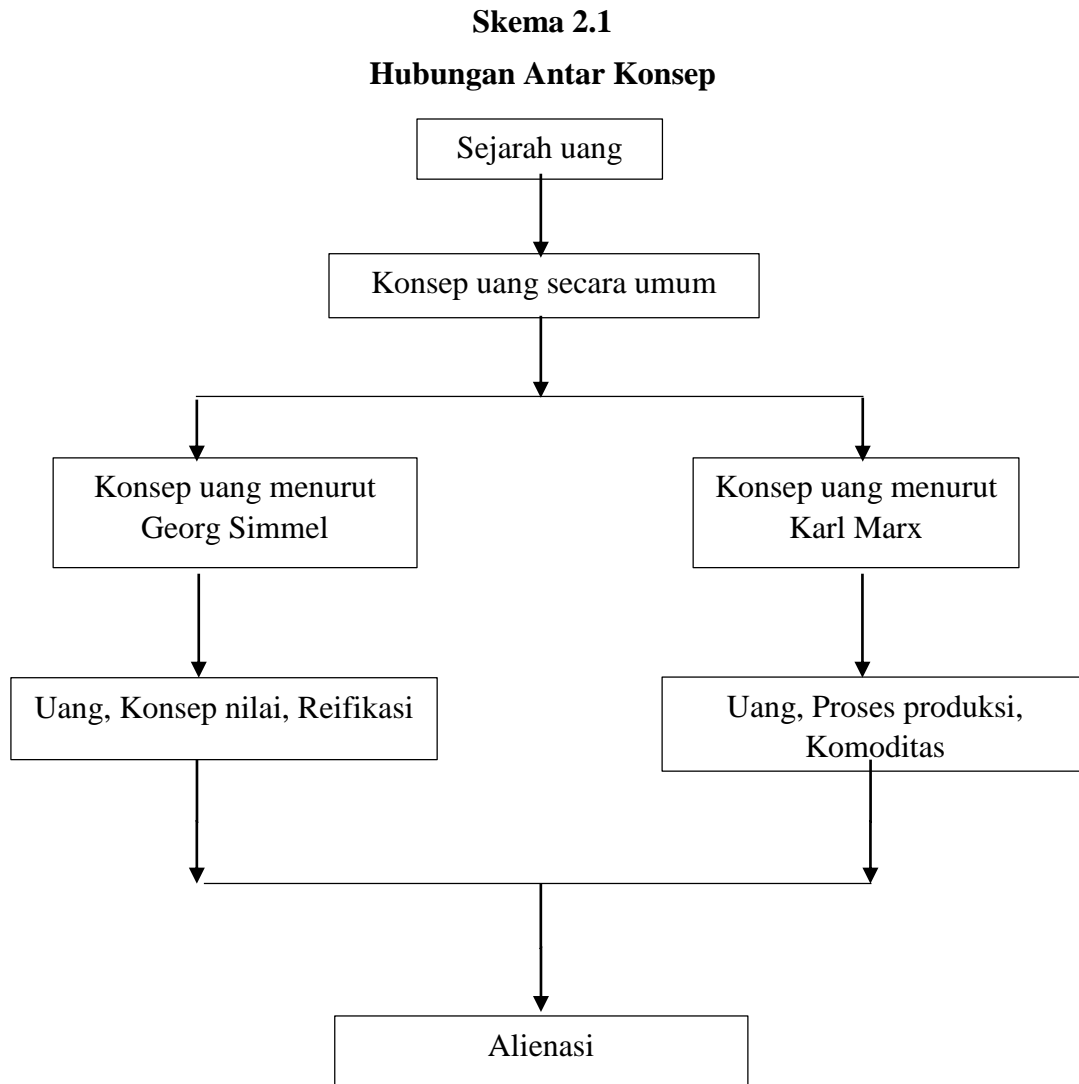 Skema 2.1
Hubungan Antar Konsep
Sejarah uang
Konsep uang secara umum
Konsep uang menurut
Georg Simmel
Konsep uang menurut
Karl Marx
Uang, Konsep nilai, Reifikasi
Uang, Proses produksi,
Komoditas
Alienasi